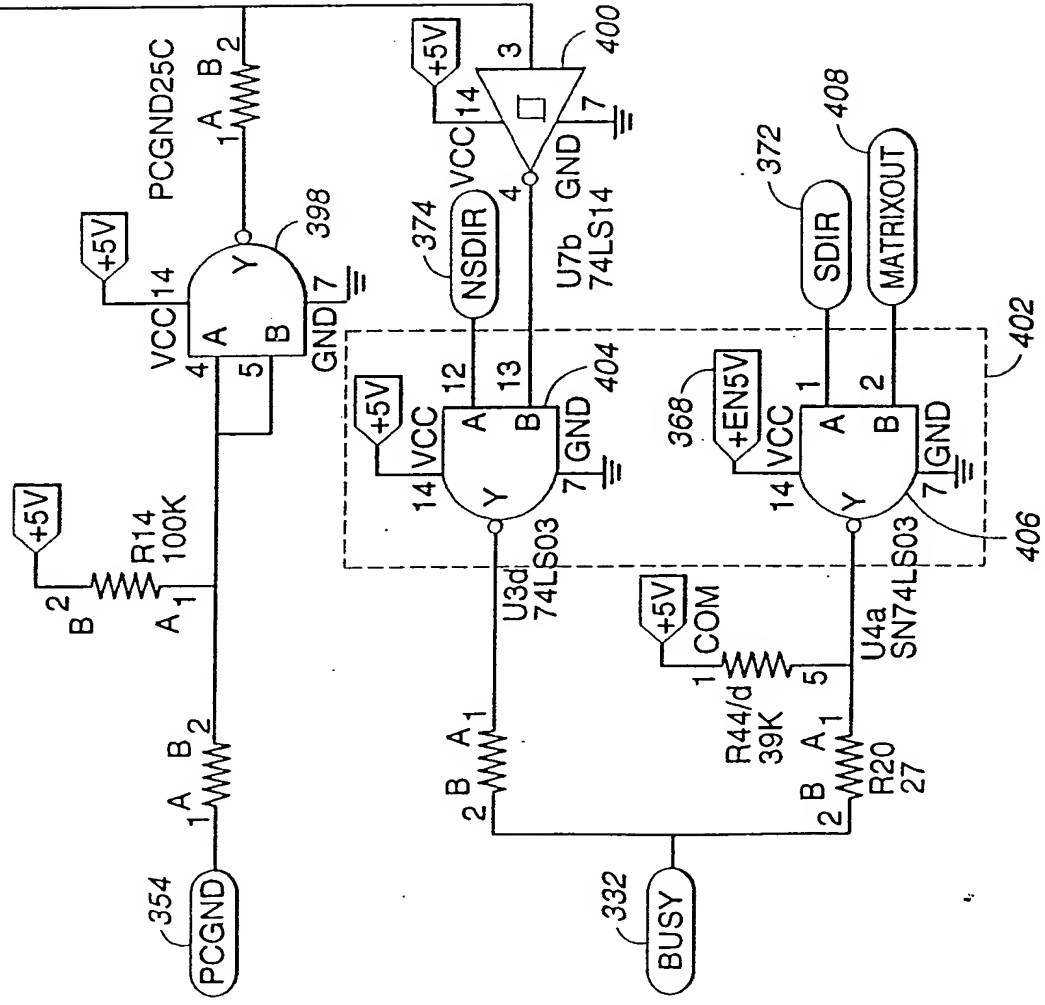 PCGND25C
+5V
398
1 A B 2
+5V
VCC 14
4 A
Y
5 B
GND 7
+5V
2
B
R14
100K
A 1
354
PCGND
1 A B 2
+5V
VCC 14
3
400
4 GND 7
U7b
74LS14
374
NSDIR
+5V
14 VCC
12 A
Y
13 B
404
7 GND
U3d
74LS03
2 B A 1
332
BUSY
372
SDIR
408
MATRIXOUT
368
+EN5V
14 VCC
1 A
Y
2 B
7 GND
406
402
U4a
SN74LS03
+5V
1 COM
R44/d
39K
5
2 B A 1
R20
27